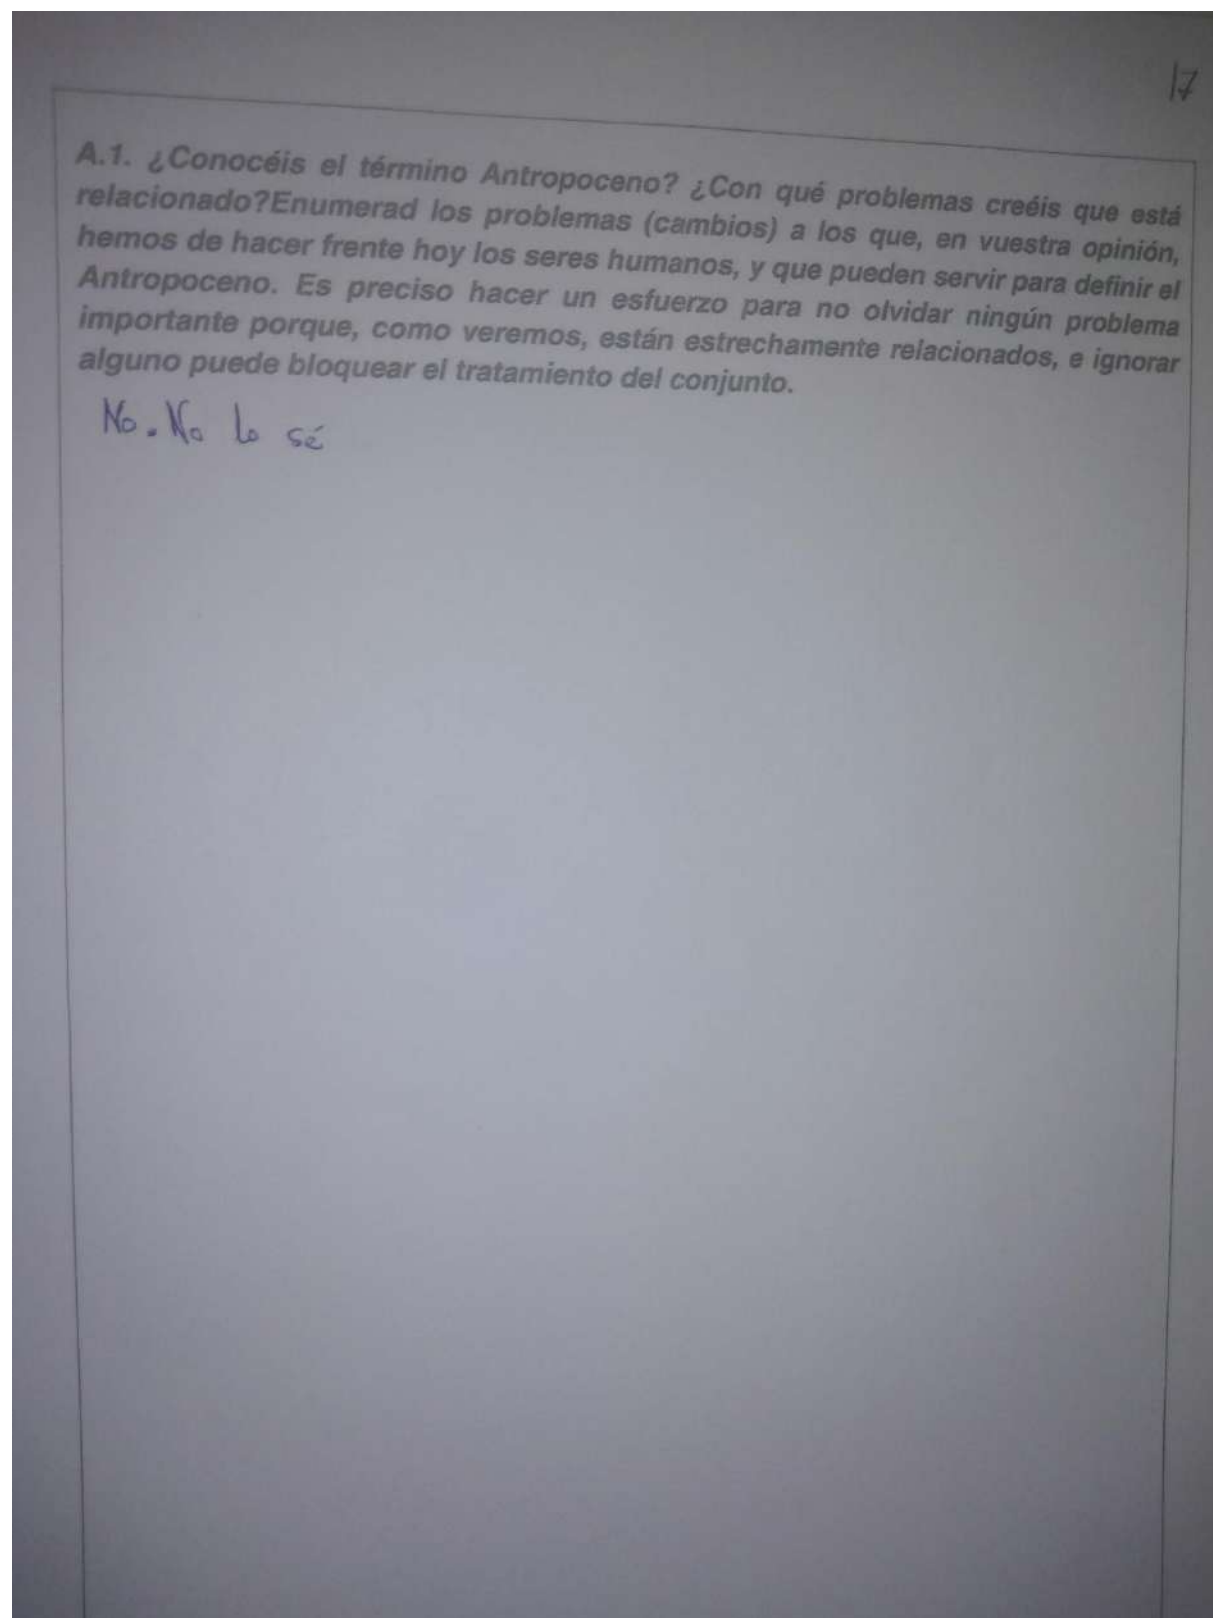 17
A.1. ¿Conocéis el término Antropoceno? ¿Con qué problemas creéis que está
relacionado?Enumerad los problemas (cambios) a los que, en vuestra opinión,
hemos de hacer frente hoy los seres humanos, y que pueden servir para definir el
Antropoceno. Es preciso hacer un esfuerzo para no olvidar ningún problema
importante porque, como veremos, están estrechamente relacionados, e ignorar
alguno puede bloquear el tratamiento del conjunto.
No. No lo sé